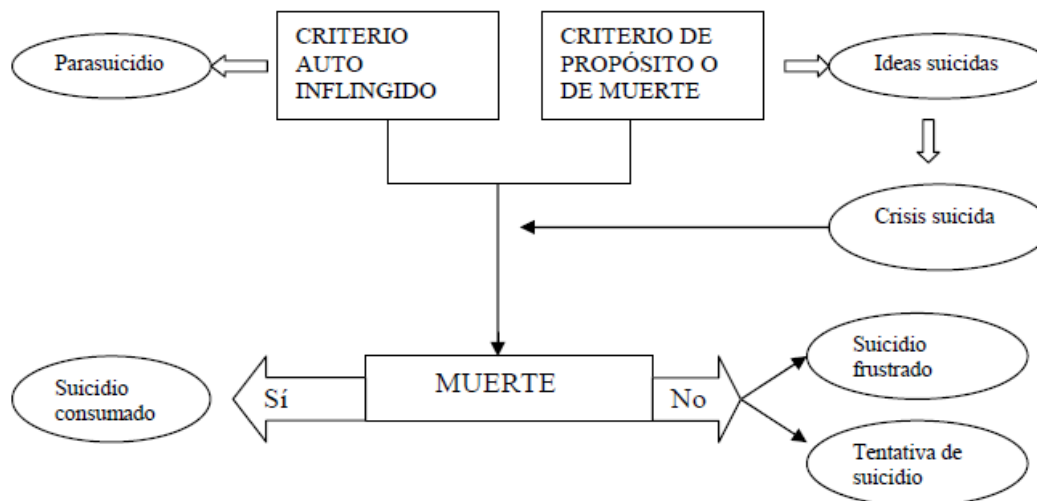 Parasuicidio
CRITERIO
AUTO
INFLINGIDO
CRITERIO DE
PROPÓSITO O
DE MUERTE
Ideas suicidas
Crisis suicida
Suicidio
consumado
Sí
MUERTE
No
Suicidio
frustrado
Tentativa de
suicidio